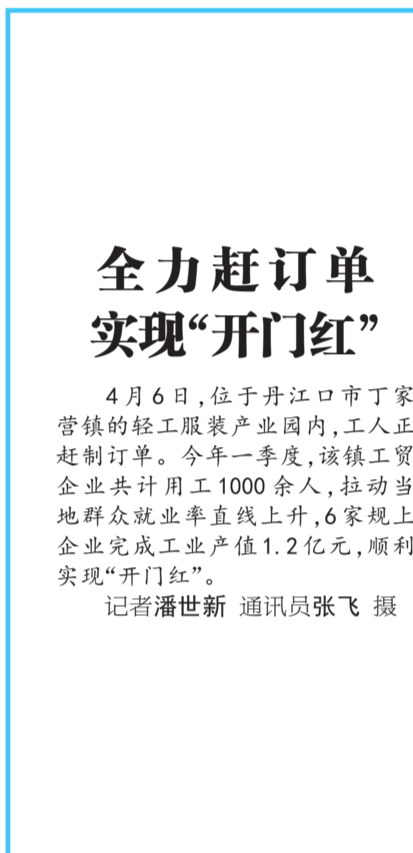 全力赶订单
实现“开门红”
4月6日,位于丹江口市丁家
营镇的轻工服装产业园内,工人正
赶制订单。今年一季度,该镇工贸
企业共计用工1000余人,拉动当
地群众就业率直线上升,6家规上
企业完成工业产值1.2亿元,顺利
实现“开门红”。
记者潘世新 通讯员张飞 摄